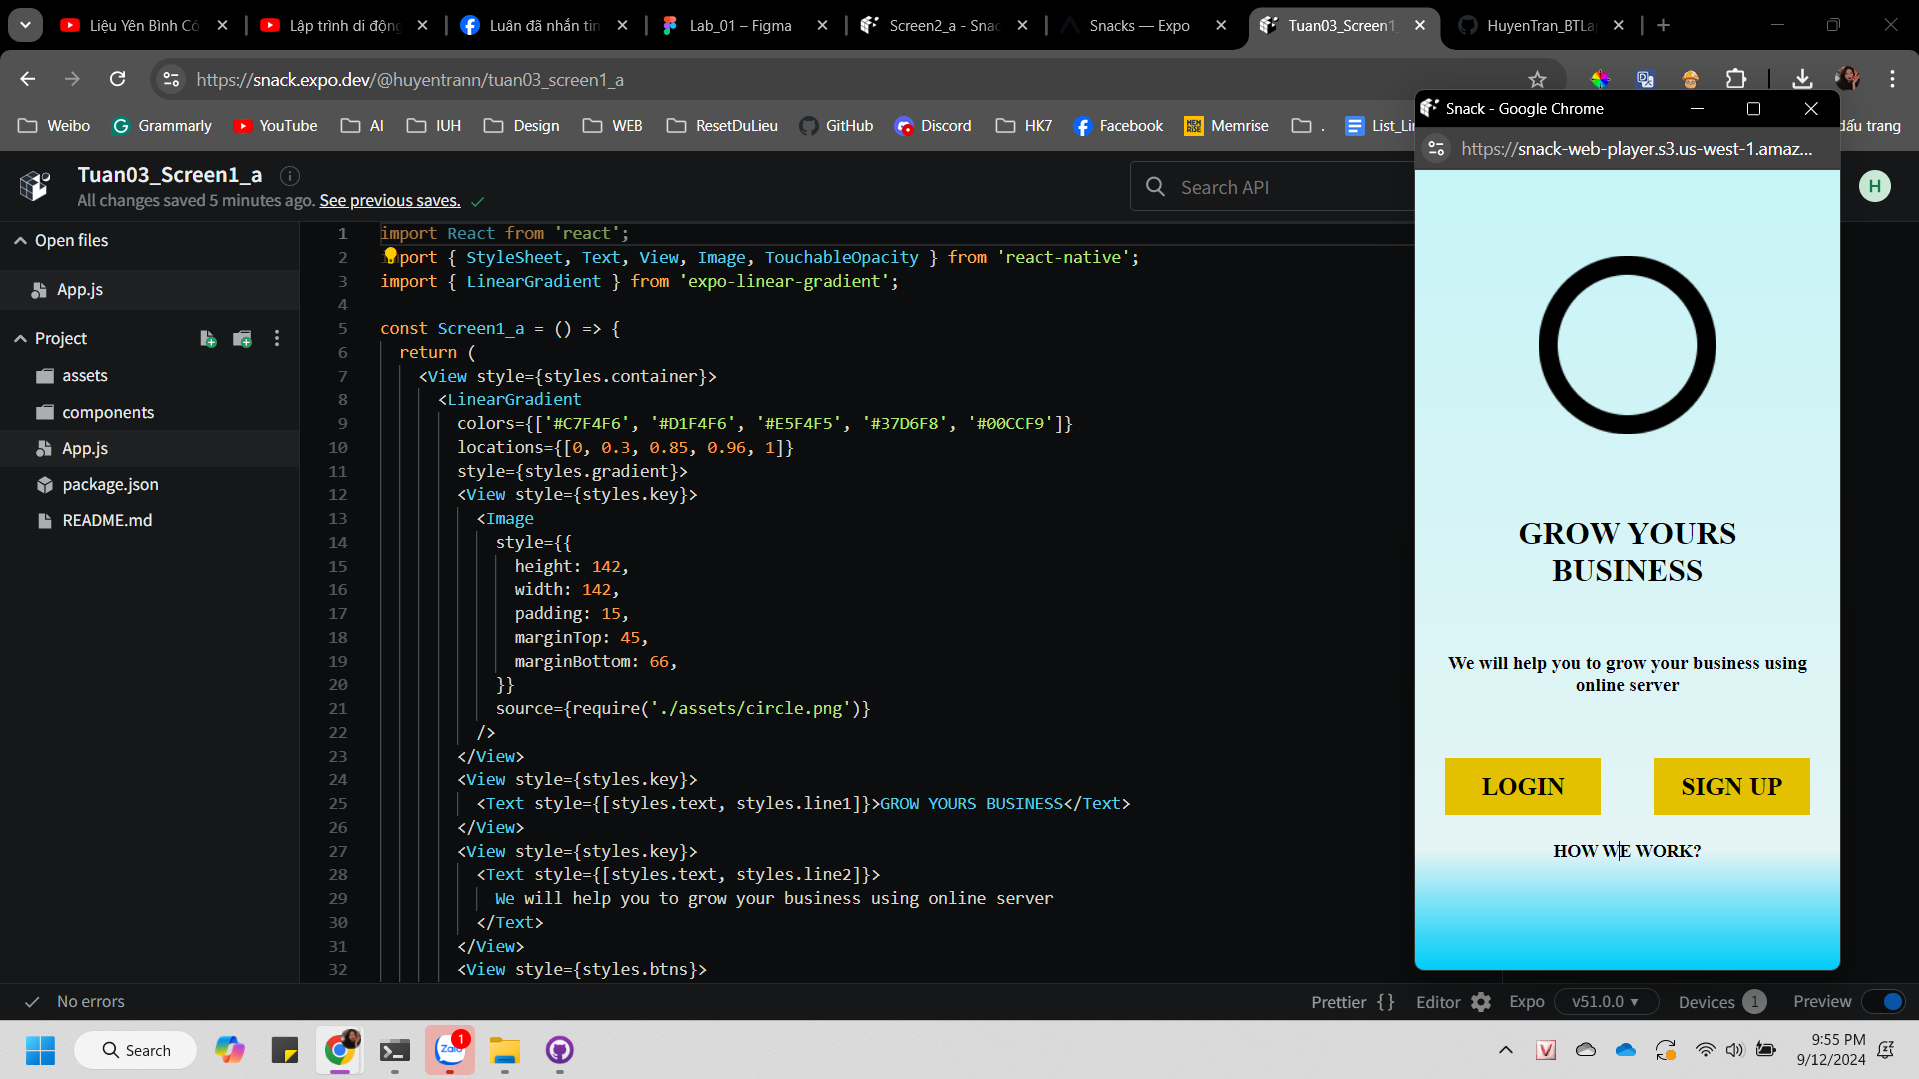 Liệu Yên Bình Có
Lập trình di động
Luân đã nhắn tin
Lab_01 – Figma
Screen2_a - Snac
Snacks — Expo
Tuan03_Screen1_
HuyenTran_BTLa
https://snack.expo.dev/@huyentrann/tuan03_screen1_a
Weibo
Grammarly
YouTube
AI
IUH
Design
WEB
ResetDuLieu
GitHub
Discord
HK7
Facebook
MEM RISE
Memrise
.
List_Lin
dấu trang
Snack - Google Chrome
https://snack-web-player.s3.us-west-1.amaz...
Tuan03_Screen1_a
All changes saved 5 minutes ago. See previous saves.
Search API
H
Open files
App.js
Project
assets
components
App.js
package.json
README.md
1 import React from 'react';
2 import { StyleSheet, Text, View, Image, TouchableOpacity } from 'react-native';
3 import { LinearGradient } from 'expo-linear-gradient';
4
5 const Screen1_a = () => {
6 return (
7 <View style={styles.container}>
8 <LinearGradient
9 colors={['#C7F4F6', '#D1F4F6', '#E5F4F5', '#37D6F8', '#00CCF9']}
10 locations={[0, 0.3, 0.85, 0.96, 1]}
11 style={styles.gradient}>
12 <View style={styles.key}>
13 <Image
14 style={{
15 height: 142,
16 width: 142,
17 padding: 15,
18 marginTop: 45,
19 marginBottom: 66,
20 }}
21 source={require('./assets/circle.png')}
22 />
23 </View>
24 <View style={styles.key}>
25 <Text style={[styles.text, styles.line1]}>GROW YOURS BUSINESS</Text>
26 </View>
27 <View style={styles.key}>
28 <Text style={[styles.text, styles.line2]}>
29 We will help you to grow your business using online server
30 </Text>
31 </View>
32 <View style={styles.btns}>
GROW YOURS
BUSINESS
We will help you to grow your business using
online server
LOGIN
SIGN UP
HOW WE WORK?
No errors
Prettier {}
Editor
Expo
v51.0.0
Devices
1
Preview
Search
Zalo
1
V
9:55 PM
9/12/2024